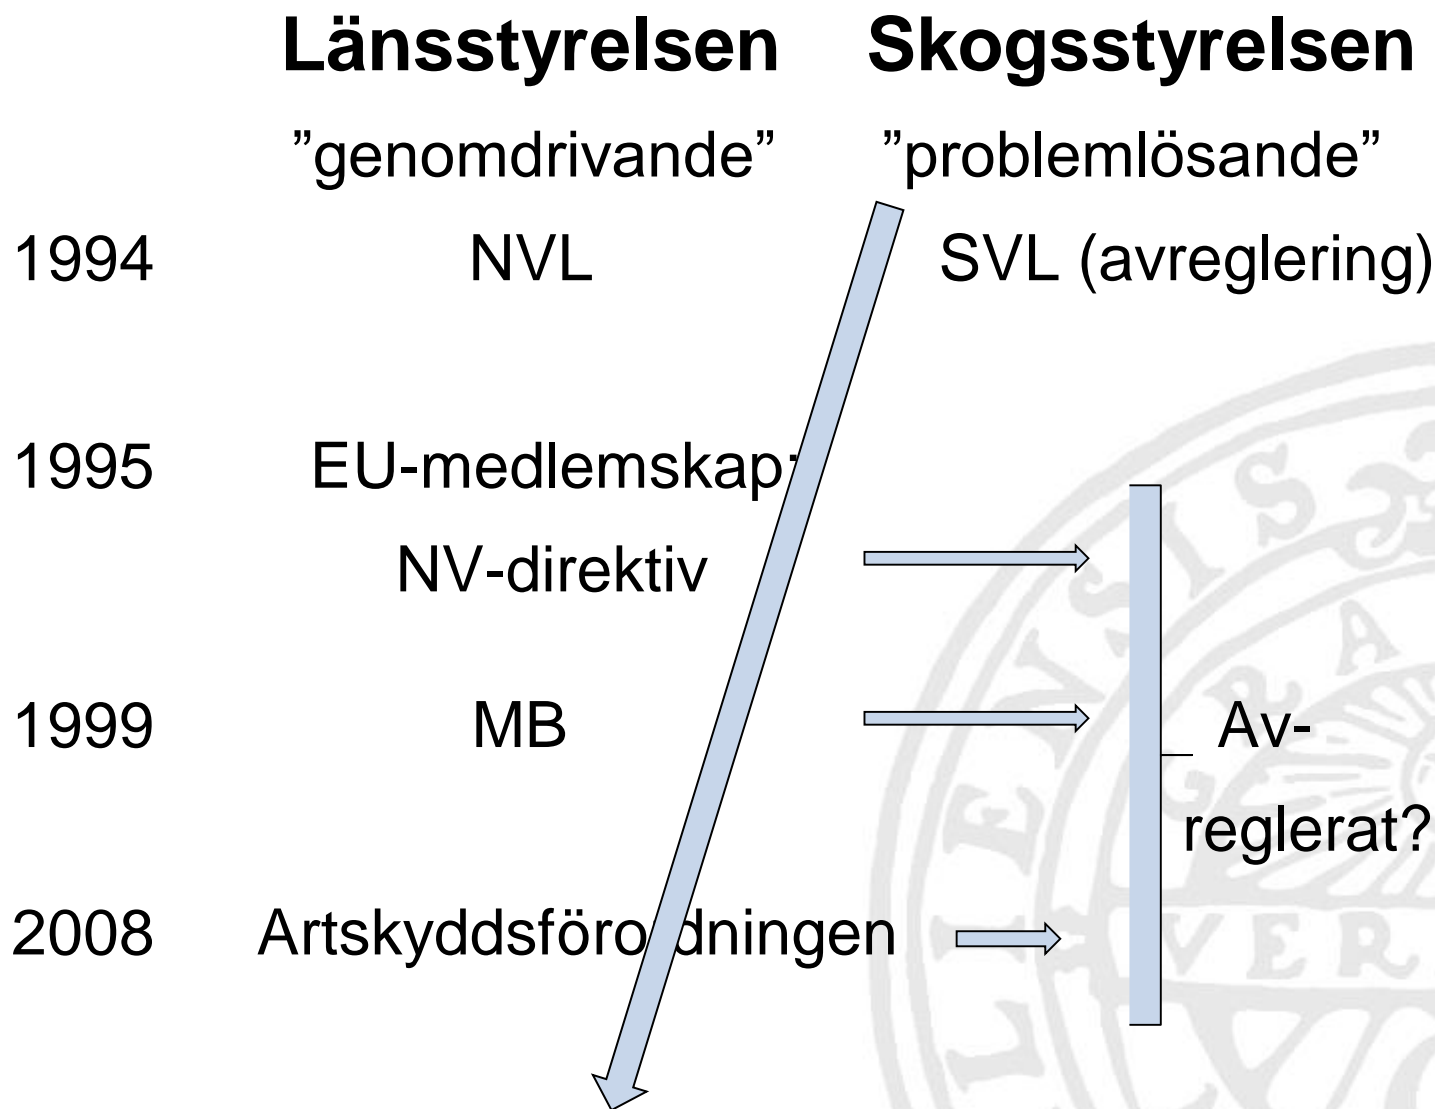 Länsstyrelsen Skogsstyrelsen
”genomdrivande” ”problemlösande”
1994 NVL SVL (avreglering)
1995 EU-medlemskap:
NV-direktiv
1999 MB Av-
reglerat?
2008 Artskyddsförordningen